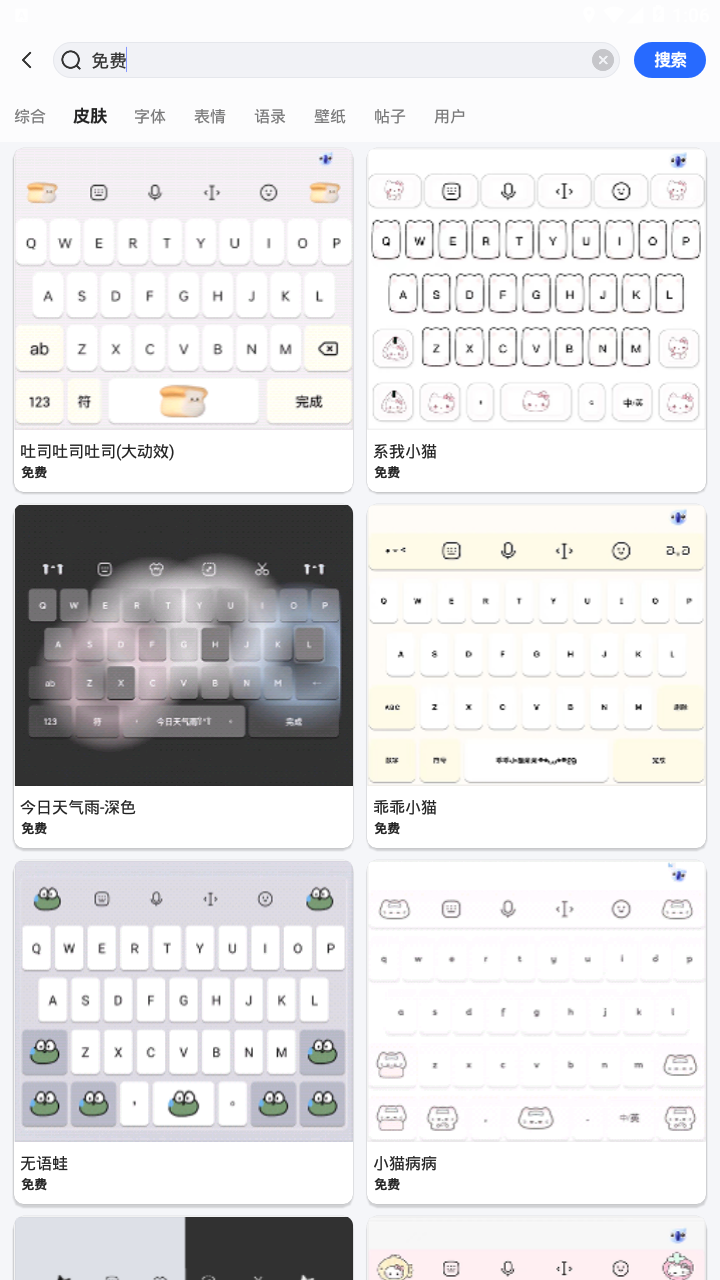 免费
搜索
综合 皮肤 字体 表情 语录 壁纸 帖子 用户
Q W E R T Y U I O P
A S D F G H J K L
ab Z X C V B N M
123 符 完成
吐司吐司吐司(大动效)
免费
Q W E R T Y U I O P
A S D F G H J K L
Z X C V B N M
中/英
系我小猫
免费
Q W E R T Y U I O P
A S D F G H J K L
ab Z X C V B N M
123 符 今日天气雨 完成
今日天气雨-深色
免费
Q W E R T Y U I O P
A S D F G H J K L
ABC Z X C V B N M
乖乖小猫
免费
Q W E R T Y U I O P
A S D F G H J K L
Z X C V B N M
无语蛙
免费
q w e r t y u i o p
a s d f g h j k l
z x c v b n m
中/英
小猫病病
免费